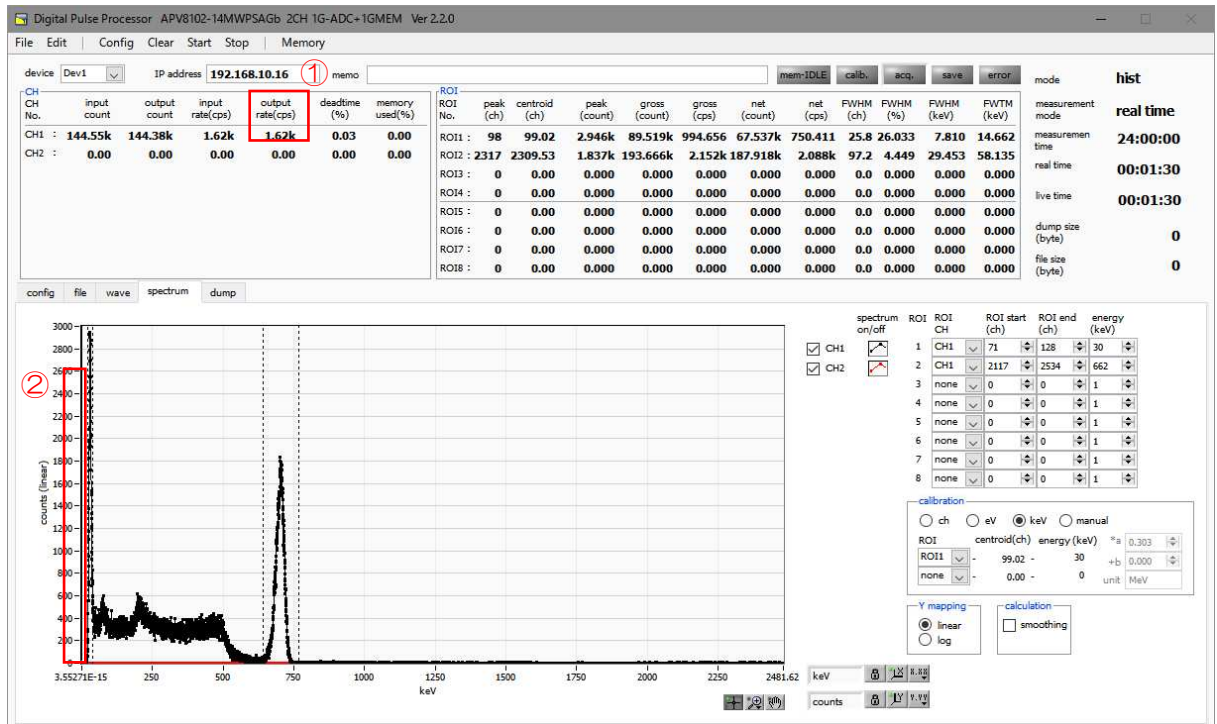 Digital Pulse Processor APV8102-14MWPSAGb 2CH 1G-ADC+1GMEM Ver 2.2.0
File Edit | Config Clear Start Stop | Memory
device Dev1 IP address 192.168.10.16 ① memo mem-IDLE calib. acq. save error
mode hist
measurement mode real time
measuremen time 24:00:00
real time 00:01:30
live time 00:01:30
dump size (byte) 0
file size (byte) 0
CH
CH No. input count output count input rate(cps) output rate(cps) deadtime (%) memory used(%)
CH1 : 144.55k 144.38k 1.62k 1.62k 0.03 0.00
CH2 : 0.00 0.00 0.00 0.00 0.00 0.00
ROI
ROI No. peak (ch) centroid (ch) peak (count) gross (count) gross (cps) net (count) net (cps) FWHM (ch) FWHM (%) FWHM (keV) FWTM (keV)
ROI1 : 98 99.02 2.946k 89.519k 994.656 67.537k 750.411 25.8 26.033 7.810 14.662
ROI2 : 2317 2309.53 1.837k 193.666k 2.152k 187.918k 2.088k 97.2 4.449 29.453 58.135
ROI3 : 0 0.00 0.000 0.000 0.000 0.000 0.000 0.0 0.000 0.000 0.000
ROI4 : 0 0.00 0.000 0.000 0.000 0.000 0.000 0.0 0.000 0.000 0.000
ROI5 : 0 0.00 0.000 0.000 0.000 0.000 0.000 0.0 0.000 0.000 0.000
ROI6 : 0 0.00 0.000 0.000 0.000 0.000 0.000 0.0 0.000 0.000 0.000
ROI7 : 0 0.00 0.000 0.000 0.000 0.000 0.000 0.0 0.000 0.000 0.000
ROI8 : 0 0.00 0.000 0.000 0.000 0.000 0.000 0.0 0.000 0.000 0.000
config file wave spectrum dump
②
counts (linear)
3000
2800
2600
2400
2200
2000
1800
1600
1400
1200
1000
800
600
400
200
0
3.55271E-15 250 500 750 1000 1250 1500 1750 2000 2250 2481.62
keV
spectrum on/off
CH1
CH2
ROI ROI CH ROI start (ch) ROI end (ch) energy (keV)
1 CH1 71 128 30
2 CH1 2117 2534 662
3 none 0 0 1
4 none 0 0 1
5 none 0 0 1
6 none 0 0 1
7 none 0 0 1
8 none 0 0 1
calibration
ch eV keV manual
ROI centroid(ch) energy (keV) *a 0.303
ROI1 - 99.02 - 30 +b 0.000
none - 0.00 - 0 unit MeV
Y mapping
linear
log
calculation
smoothing
keV
counts